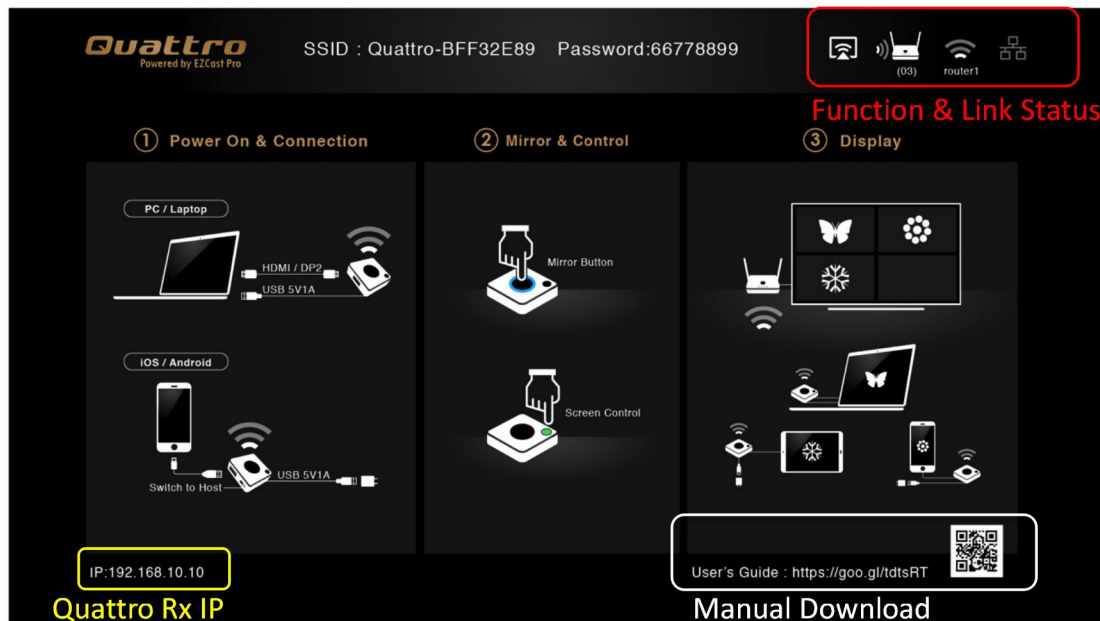 Quattro
Powered by EZCast Pro
SSID : Quattro-BFF32E89 Password:66778899
(03)
router1
Function & Link Status
1 Power On & Connection
2 Mirror & Control
3 Display
PC / Laptop
HDMI / DP2
USB 5V1A
iOS / Android
USB 5V1A
Switch to Host
Mirror Button
Screen Control
IP:192.168.10.10
Quattro Rx IP
User's Guide : https://goo.gl/tdtsRT
Manual Download